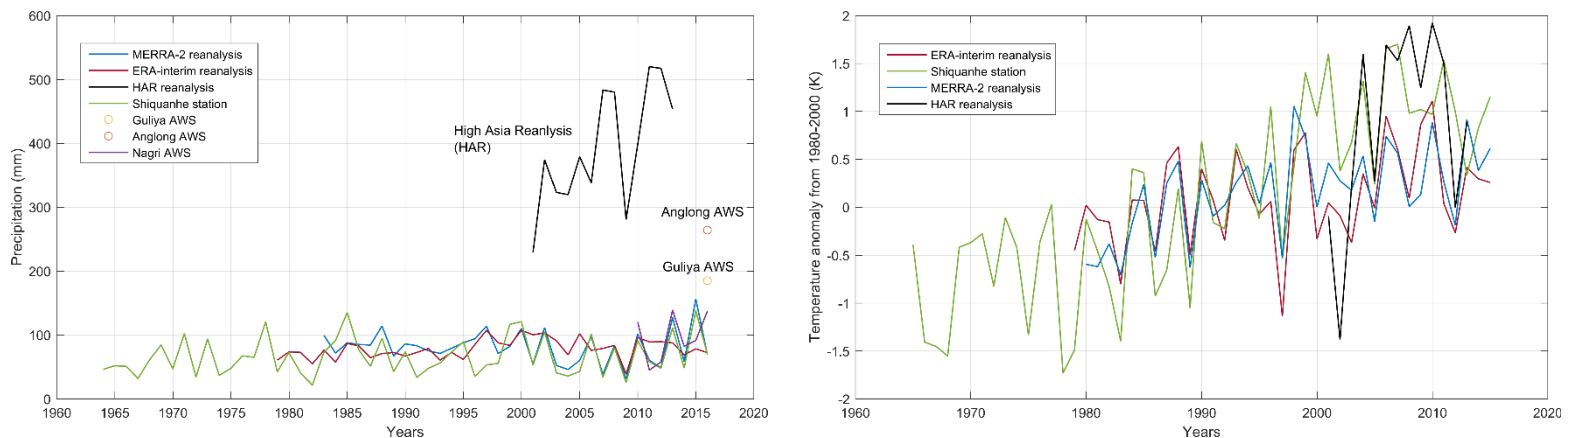 600
500
400
300
200
100
0
Precipitation (mm)
MERRA-2 reanalysis
ERA-interim reanalysis
HAR reanalysis
Shiquanhe station
Guliya AWS
Anglong AWS
Nagri AWS
High Asia Reanlysis
(HAR)
Anglong AWS
Guliya AWS
1960 1965 1970 1975 1980 1985 1990 1995 2000 2005 2010 2015 2020
Years
2
1.5
1
0.5
0
-0.5
-1
-1.5
-2
Temperature anomaly from 1980-2000 (K)
ERA-interim reanalysis
Shiquanhe station
MERRA-2 reanalysis
HAR reanalysis
1960 1970 1980 1990 2000 2010 2020
Years